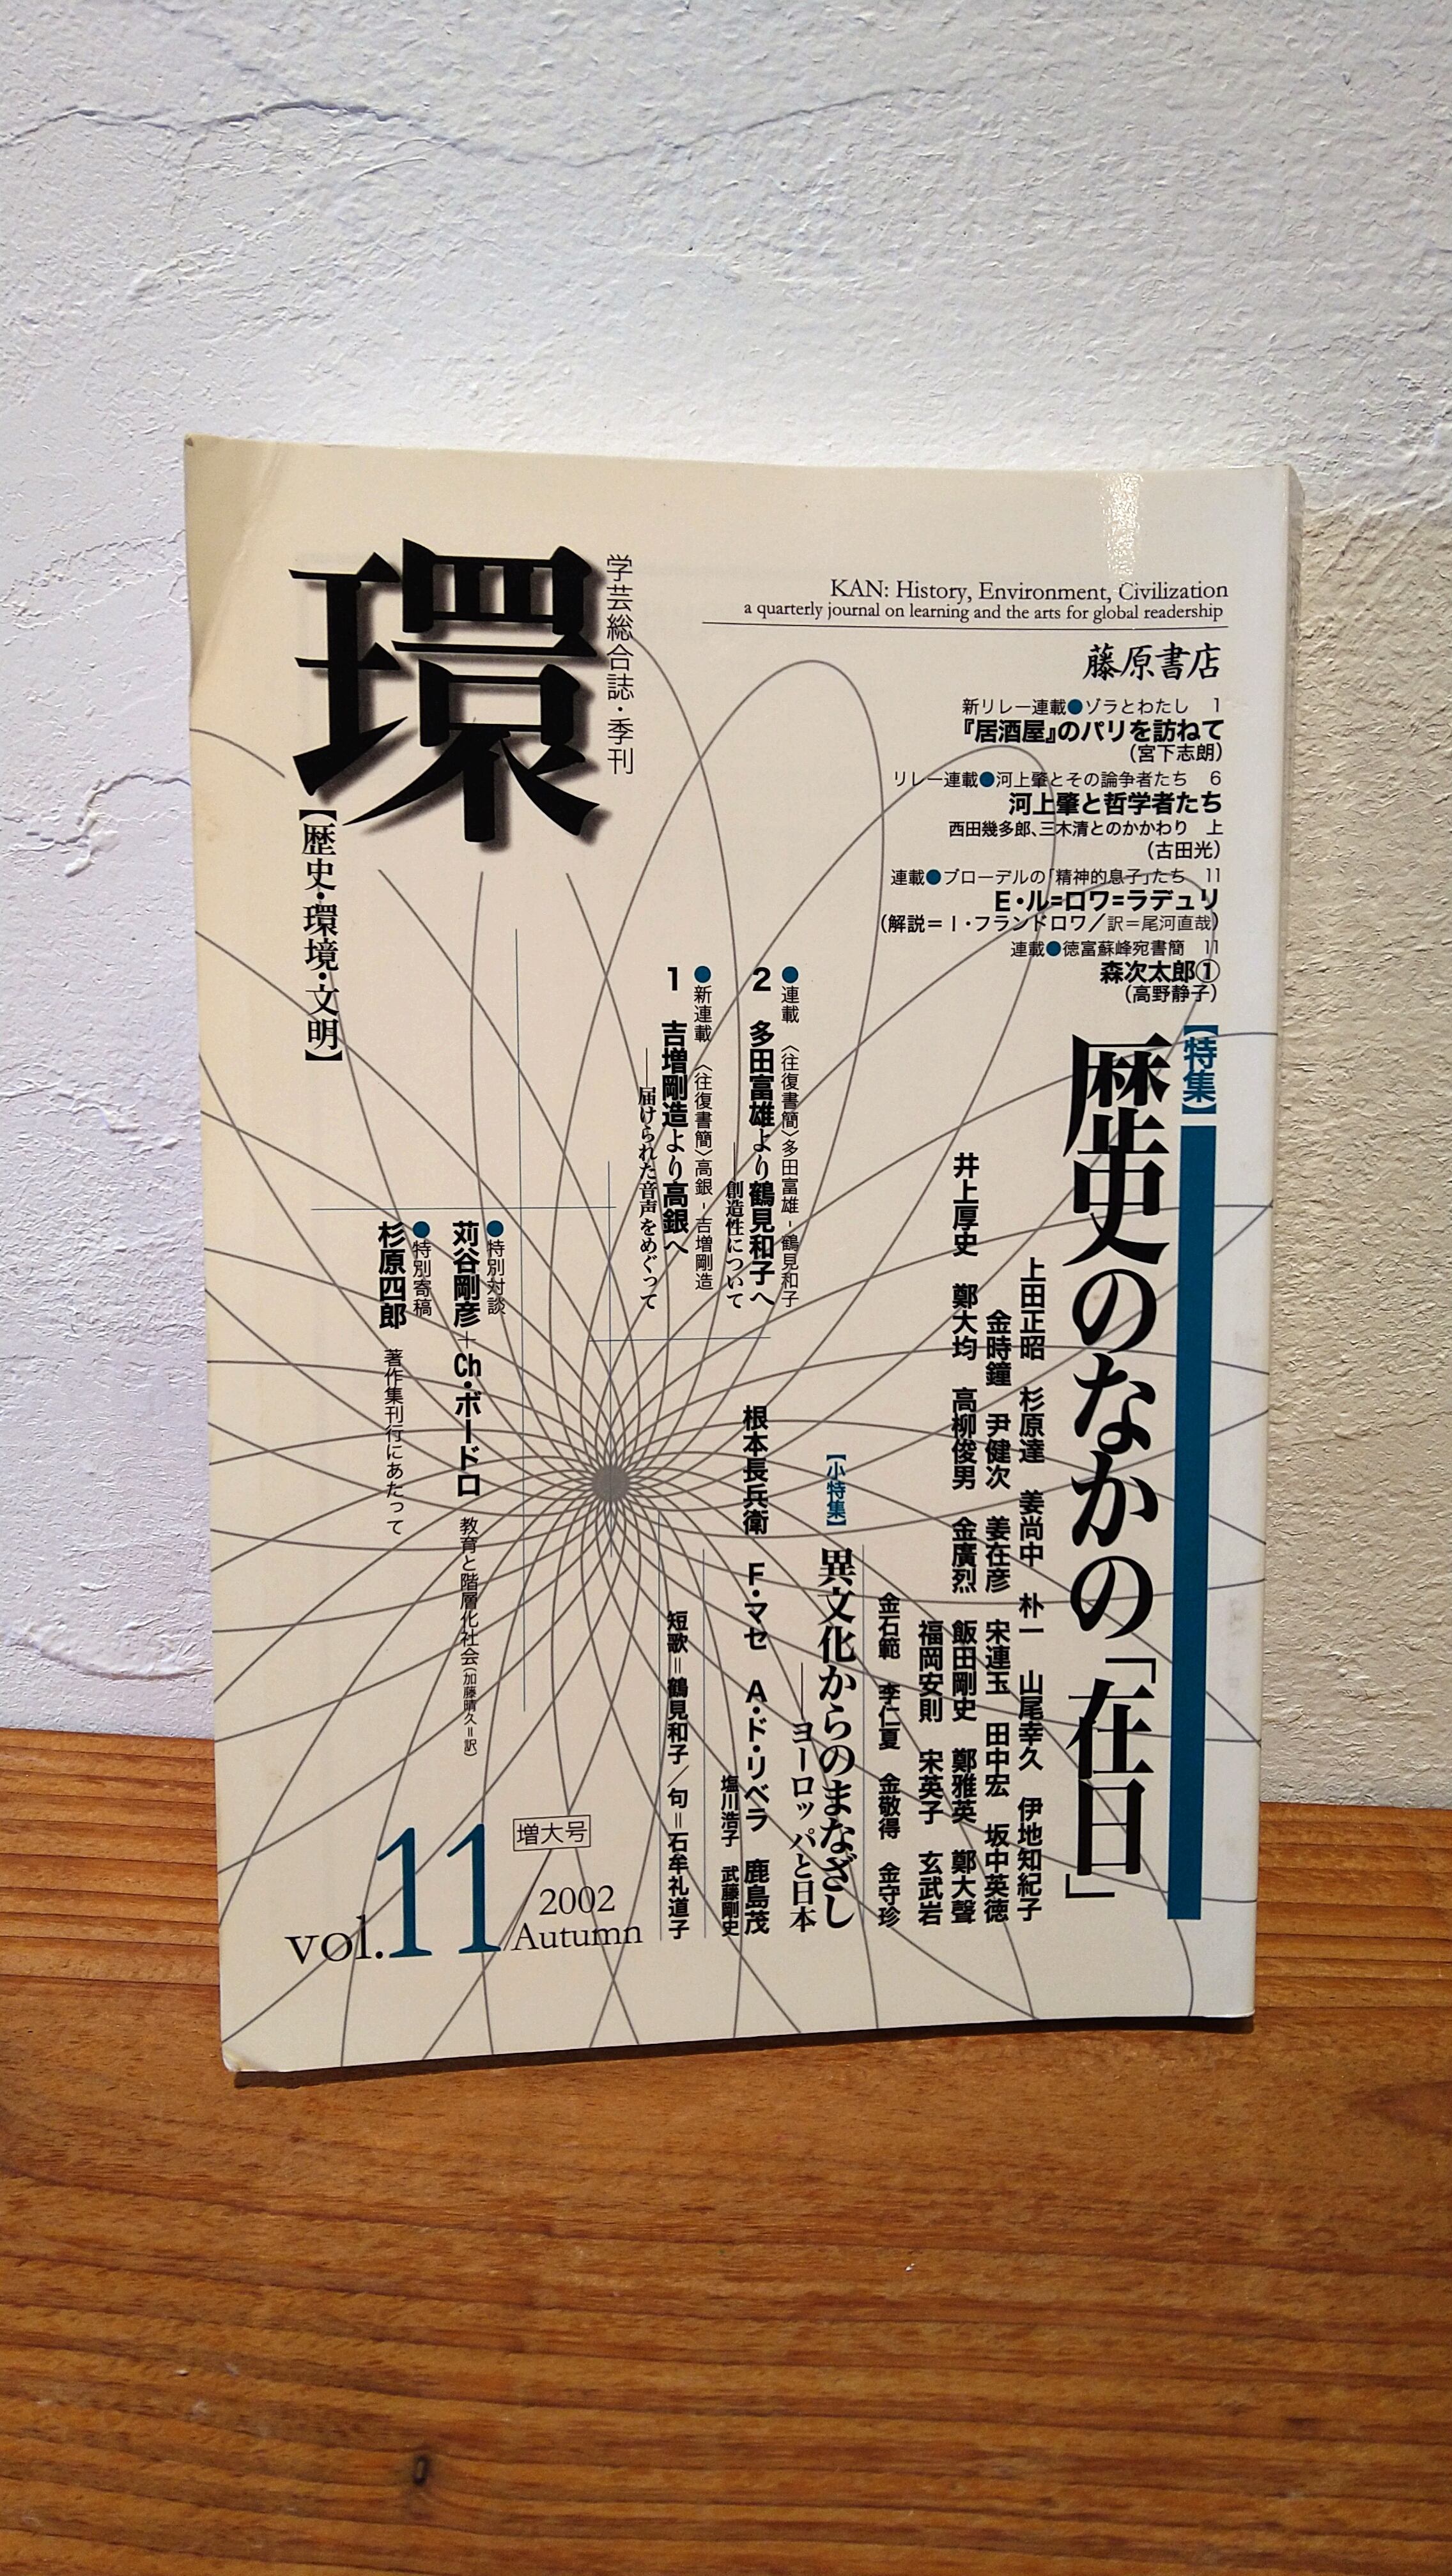 環
学芸総合誌・季刊
【歴史・環境・文明】
KAN: History, Environment, Civilization
a quarterly journal on learning and the arts for global readership
藤原書店
新リレー連載●ゾラとわたし 1
『居酒屋』のパリを訪ねて
(宮下志朗)
リレー連載●河上肇とその論争者たち 6
河上肇と哲学者たち
西田幾多郎、三木清とのかかわり 上
(古田光)
連載●ブローデルの「精神的息子」たち 11
E・ル=ロワ=ラデュリ
(解説=I・フランドロワ/訳=尾河直哉)
連載●徳富蘇峰宛書簡 11
森次太郎①
(高野静子)
【特集】
歴史のなかの「在日」
上田正昭 杉原達 姜尚中 朴一 山尾幸久 伊地知紀子
金時鐘 尹健次 姜在彦 宋連玉 田中宏 坂中英徳
井上厚史 鄭大均 高柳俊男 金廣烈 飯田剛史 鄭雅英 鄭大聲
福岡安則 宋英子 玄武岩
金石範 李仁夏 金敬得 金守珍
【小特集】
異文化からのまなざし
――ヨーロッパと日本
根本長兵衛 F・マセ A・ド・リベラ 鹿島茂
塩川浩子 武藤剛史
短歌=鶴見和子/句=石牟礼道子
●連載 〈往復書簡〉多田富雄-鶴見和子
2 多田富雄より鶴見和子へ
――創造性について
●新連載 〈往復書簡〉高銀-吉増剛造
1 吉増剛造より高銀へ
――届けられた音声をめぐって
●特別対談
苅谷剛彦+Ch・ボードロ 教育と階層化社会(加藤晴久=訳)
●特別寄稿
杉原四郎 著作集刊行にあたって
vol.11
増大号
2002
Autumn